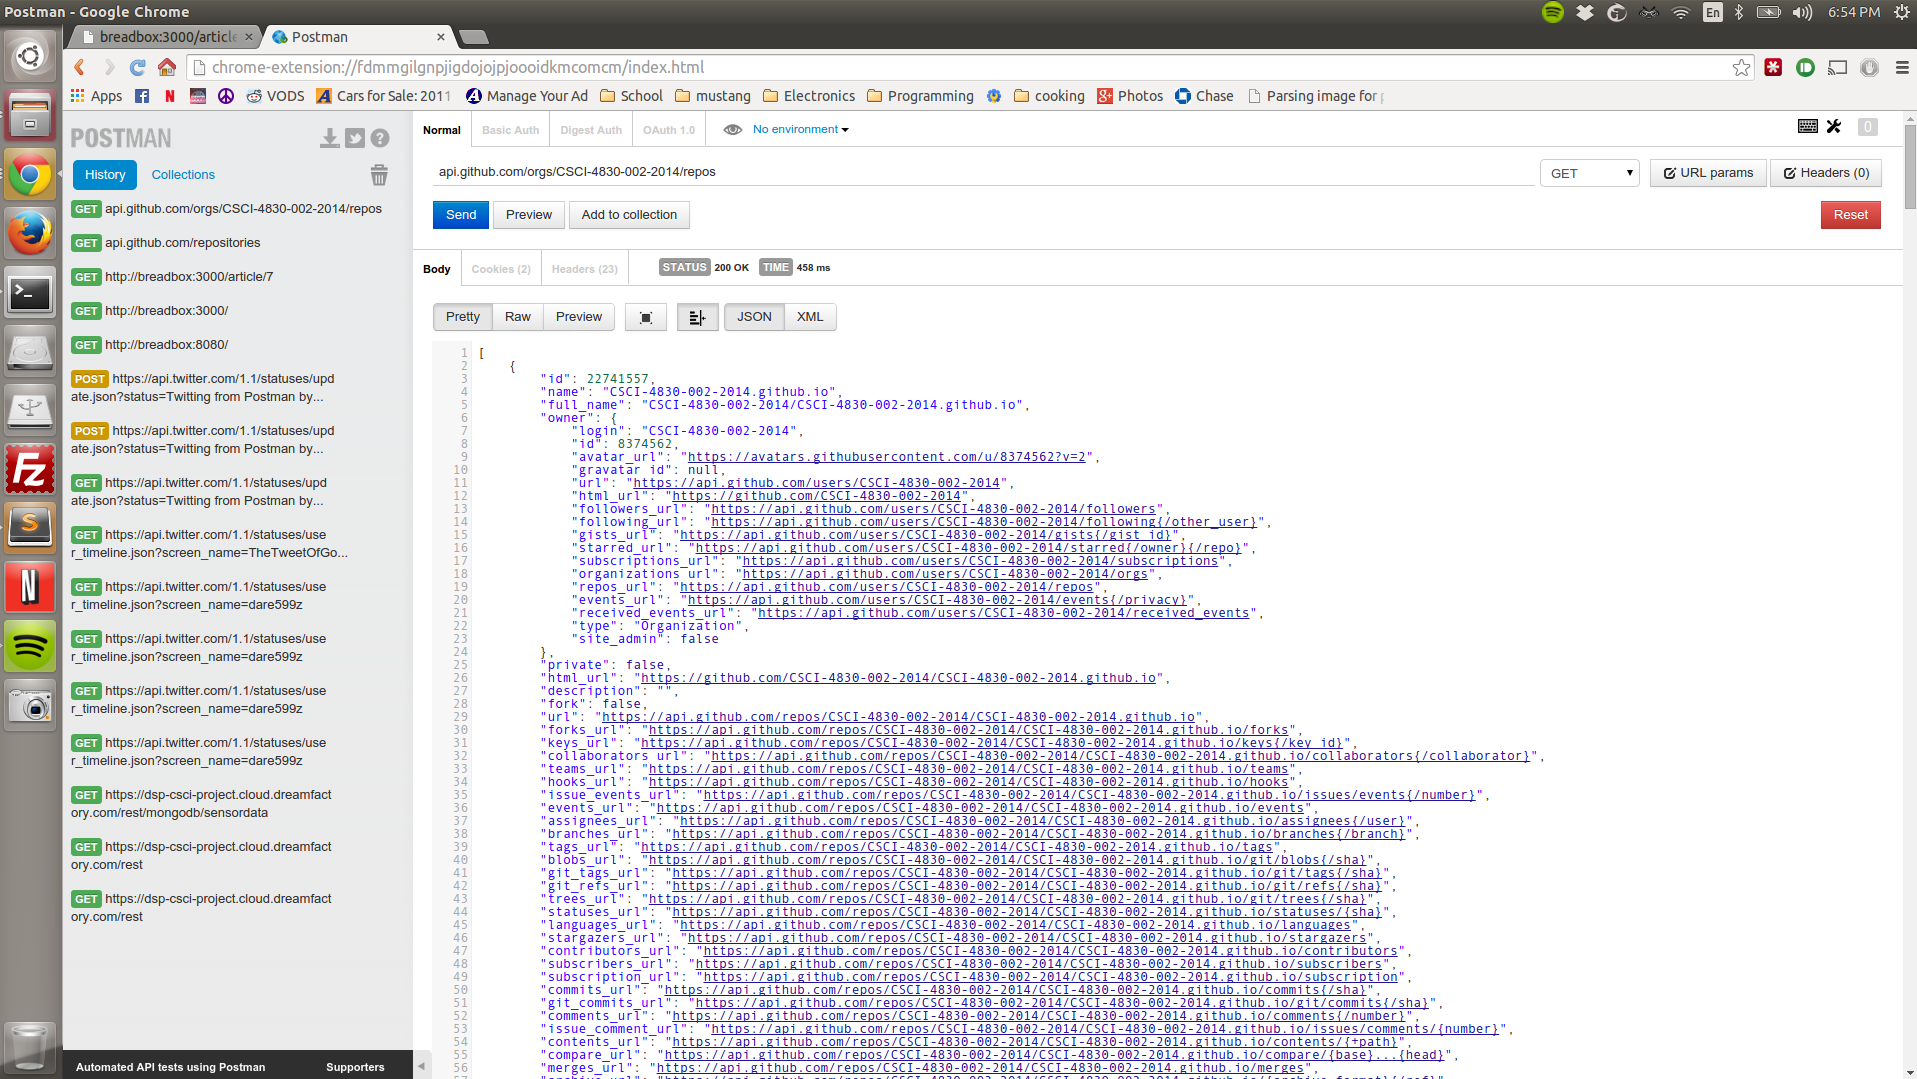 Postman - Google Chrome
En
6:54 PM
breadbox:3000/article
Postman
chrome-extension://fdmmgilgnpjigdojojpjoooidkmcomcm/index.html
Apps
VODS
Cars for Sale: 2011
Manage Your Ad
School
mustang
Electronics
Programming
cooking
Photos
Chase
Parsing image for
POSTMAN
History
Collections
GET api.github.com/orgs/CSCI-4830-002-2014/repos
GET api.github.com/repositories
GET http://breadbox:3000/article/7
GET http://breadbox:3000/
GET http://breadbox:8080/
POST https://api.twitter.com/1.1/statuses/upd
ate.json?status=Twitting from Postman by...
POST https://api.twitter.com/1.1/statuses/upd
ate.json?status=Twitting from Postman by...
GET https://api.twitter.com/1.1/statuses/upd
ate.json?status=Twitting from Postman by...
GET https://api.twitter.com/1.1/statuses/use
r_timeline.json?screen_name=TheTweetOfGo...
GET https://api.twitter.com/1.1/statuses/use
r_timeline.json?screen_name=dare599z
GET https://api.twitter.com/1.1/statuses/use
r_timeline.json?screen_name=dare599z
GET https://api.twitter.com/1.1/statuses/use
r_timeline.json?screen_name=dare599z
GET https://api.twitter.com/1.1/statuses/use
r_timeline.json?screen_name=dare599z
GET https://dsp-csci-project.cloud.dreamfact
ory.com/rest/mongodb/sensordata
GET https://dsp-csci-project.cloud.dreamfact
ory.com/rest
GET https://dsp-csci-project.cloud.dreamfact
ory.com/rest
Automated API tests using Postman
Supporters
Normal
Basic Auth
Digest Auth
OAuth 1.0
No environment
0
api.github.com/orgs/CSCI-4830-002-2014/repos
GET
URL params
Headers (0)
Send
Preview
Add to collection
Reset
Body
Cookies (2)
Headers (23)
STATUS 200 OK TIME 458 ms
Pretty
Raw
Preview
JSON
XML
1 [
2 {
3 "id": 22741557,
4 "name": "CSCI-4830-002-2014.github.io",
5 "full_name": "CSCI-4830-002-2014/CSCI-4830-002-2014.github.io",
6 "owner": {
7 "login": "CSCI-4830-002-2014",
8 "id": 8374562,
9 "avatar_url": "https://avatars.githubusercontent.com/u/8374562?v=2",
10 "gravatar_id": null,
11 "url": "https://api.github.com/users/CSCI-4830-002-2014",
12 "html_url": "https://github.com/CSCI-4830-002-2014",
13 "followers_url": "https://api.github.com/users/CSCI-4830-002-2014/followers",
14 "following_url": "https://api.github.com/users/CSCI-4830-002-2014/following{/other_user}",
15 "gists_url": "https://api.github.com/users/CSCI-4830-002-2014/gists{/gist_id}",
16 "starred_url": "https://api.github.com/users/CSCI-4830-002-2014/starred{/owner}{/repo}",
17 "subscriptions_url": "https://api.github.com/users/CSCI-4830-002-2014/subscriptions",
18 "organizations_url": "https://api.github.com/users/CSCI-4830-002-2014/orgs",
19 "repos_url": "https://api.github.com/users/CSCI-4830-002-2014/repos",
20 "events_url": "https://api.github.com/users/CSCI-4830-002-2014/events{/privacy}",
21 "received_events_url": "https://api.github.com/users/CSCI-4830-002-2014/received_events",
22 "type": "Organization",
23 "site_admin": false
24 },
25 "private": false,
26 "html_url": "https://github.com/CSCI-4830-002-2014/CSCI-4830-002-2014.github.io",
27 "description": "",
28 "fork": false,
29 "url": "https://api.github.com/repos/CSCI-4830-002-2014/CSCI-4830-002-2014.github.io",
30 "forks_url": "https://api.github.com/repos/CSCI-4830-002-2014/CSCI-4830-002-2014.github.io/forks",
31 "keys_url": "https://api.github.com/repos/CSCI-4830-002-2014/CSCI-4830-002-2014.github.io/keys{/key_id}",
32 "collaborators_url": "https://api.github.com/repos/CSCI-4830-002-2014/CSCI-4830-002-2014.github.io/collaborators{/collaborator}",
33 "teams_url": "https://api.github.com/repos/CSCI-4830-002-2014/CSCI-4830-002-2014.github.io/teams",
34 "hooks_url": "https://api.github.com/repos/CSCI-4830-002-2014/CSCI-4830-002-2014.github.io/hooks",
35 "issue_events_url": "https://api.github.com/repos/CSCI-4830-002-2014/CSCI-4830-002-2014.github.io/issues/events{/number}",
36 "events_url": "https://api.github.com/repos/CSCI-4830-002-2014/CSCI-4830-002-2014.github.io/events",
37 "assignees_url": "https://api.github.com/repos/CSCI-4830-002-2014/CSCI-4830-002-2014.github.io/assignees{/user}",
38 "branches_url": "https://api.github.com/repos/CSCI-4830-002-2014/CSCI-4830-002-2014.github.io/branches{/branch}",
39 "tags_url": "https://api.github.com/repos/CSCI-4830-002-2014/CSCI-4830-002-2014.github.io/tags",
40 "blobs_url": "https://api.github.com/repos/CSCI-4830-002-2014/CSCI-4830-002-2014.github.io/git/blobs{/sha}",
41 "git_tags_url": "https://api.github.com/repos/CSCI-4830-002-2014/CSCI-4830-002-2014.github.io/git/tags{/sha}",
42 "git_refs_url": "https://api.github.com/repos/CSCI-4830-002-2014/CSCI-4830-002-2014.github.io/git/refs{/sha}",
43 "trees_url": "https://api.github.com/repos/CSCI-4830-002-2014/CSCI-4830-002-2014.github.io/git/trees{/sha}",
44 "statuses_url": "https://api.github.com/repos/CSCI-4830-002-2014/CSCI-4830-002-2014.github.io/statuses/{sha}",
45 "languages_url": "https://api.github.com/repos/CSCI-4830-002-2014/CSCI-4830-002-2014.github.io/languages",
46 "stargazers_url": "https://api.github.com/repos/CSCI-4830-002-2014/CSCI-4830-002-2014.github.io/stargazers",
47 "contributors_url": "https://api.github.com/repos/CSCI-4830-002-2014/CSCI-4830-002-2014.github.io/contributors",
48 "subscribers_url": "https://api.github.com/repos/CSCI-4830-002-2014/CSCI-4830-002-2014.github.io/subscribers",
49 "subscription_url": "https://api.github.com/repos/CSCI-4830-002-2014/CSCI-4830-002-2014.github.io/subscription",
50 "commits_url": "https://api.github.com/repos/CSCI-4830-002-2014/CSCI-4830-002-2014.github.io/commits{/sha}",
51 "git_commits_url": "https://api.github.com/repos/CSCI-4830-002-2014/CSCI-4830-002-2014.github.io/git/commits{/sha}",
52 "comments_url": "https://api.github.com/repos/CSCI-4830-002-2014/CSCI-4830-002-2014.github.io/comments{/number}",
53 "issue_comment_url": "https://api.github.com/repos/CSCI-4830-002-2014/CSCI-4830-002-2014.github.io/issues/comments/{number}",
54 "contents_url": "https://api.github.com/repos/CSCI-4830-002-2014/CSCI-4830-002-2014.github.io/contents/{+path}",
55 "compare_url": "https://api.github.com/repos/CSCI-4830-002-2014/CSCI-4830-002-2014.github.io/compare/{base}...{head}",
56 "merges_url": "https://api.github.com/repos/CSCI-4830-002-2014/CSCI-4830-002-2014.github.io/merges",